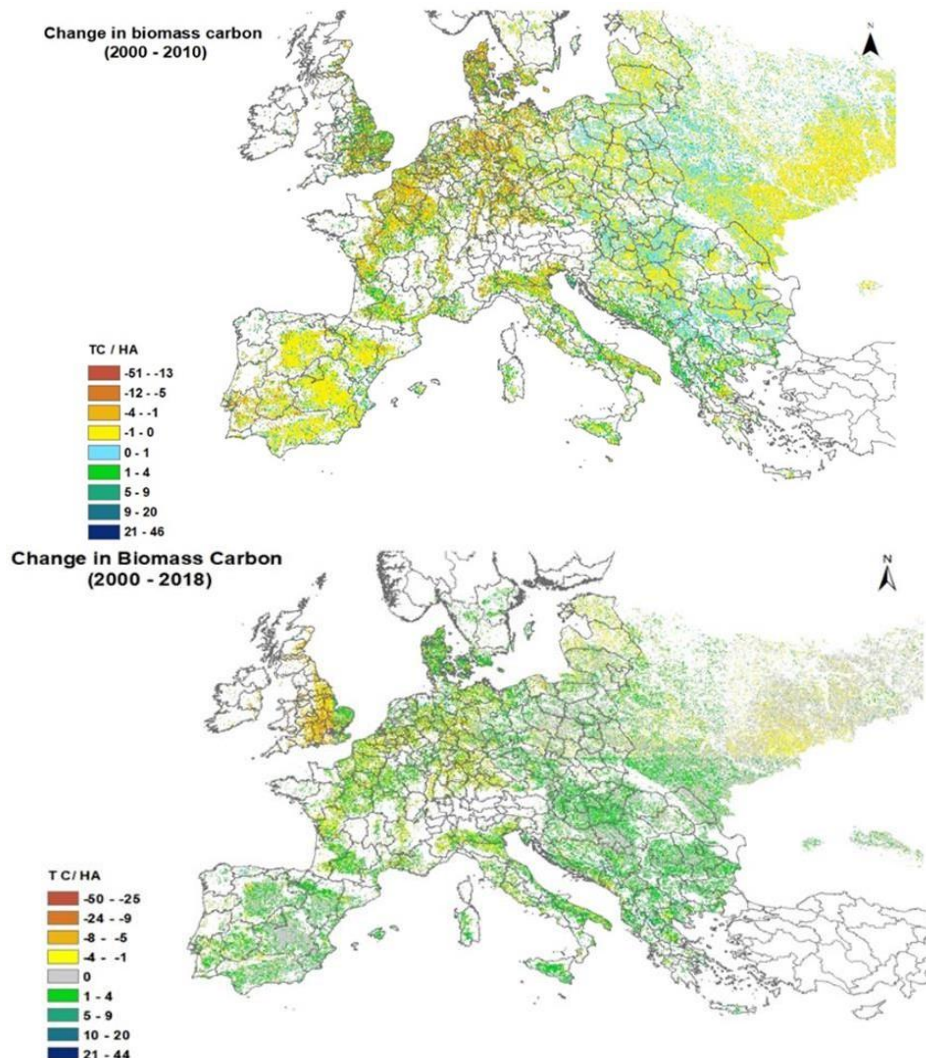 Change in biomass carbon
(2000 - 2010)
N
TC / HA
-51 - -13
-12 - -5
-4 - -1
-1 - 0
0 - 1
1 - 4
5 - 9
9 - 20
21 - 46
Change in Biomass Carbon
(2000 - 2018)
N
T C/ HA
-50 - -25
-24 - -9
-8 - -5
-4 - -1
0
1 - 4
5 - 9
10 - 20
21 - 44